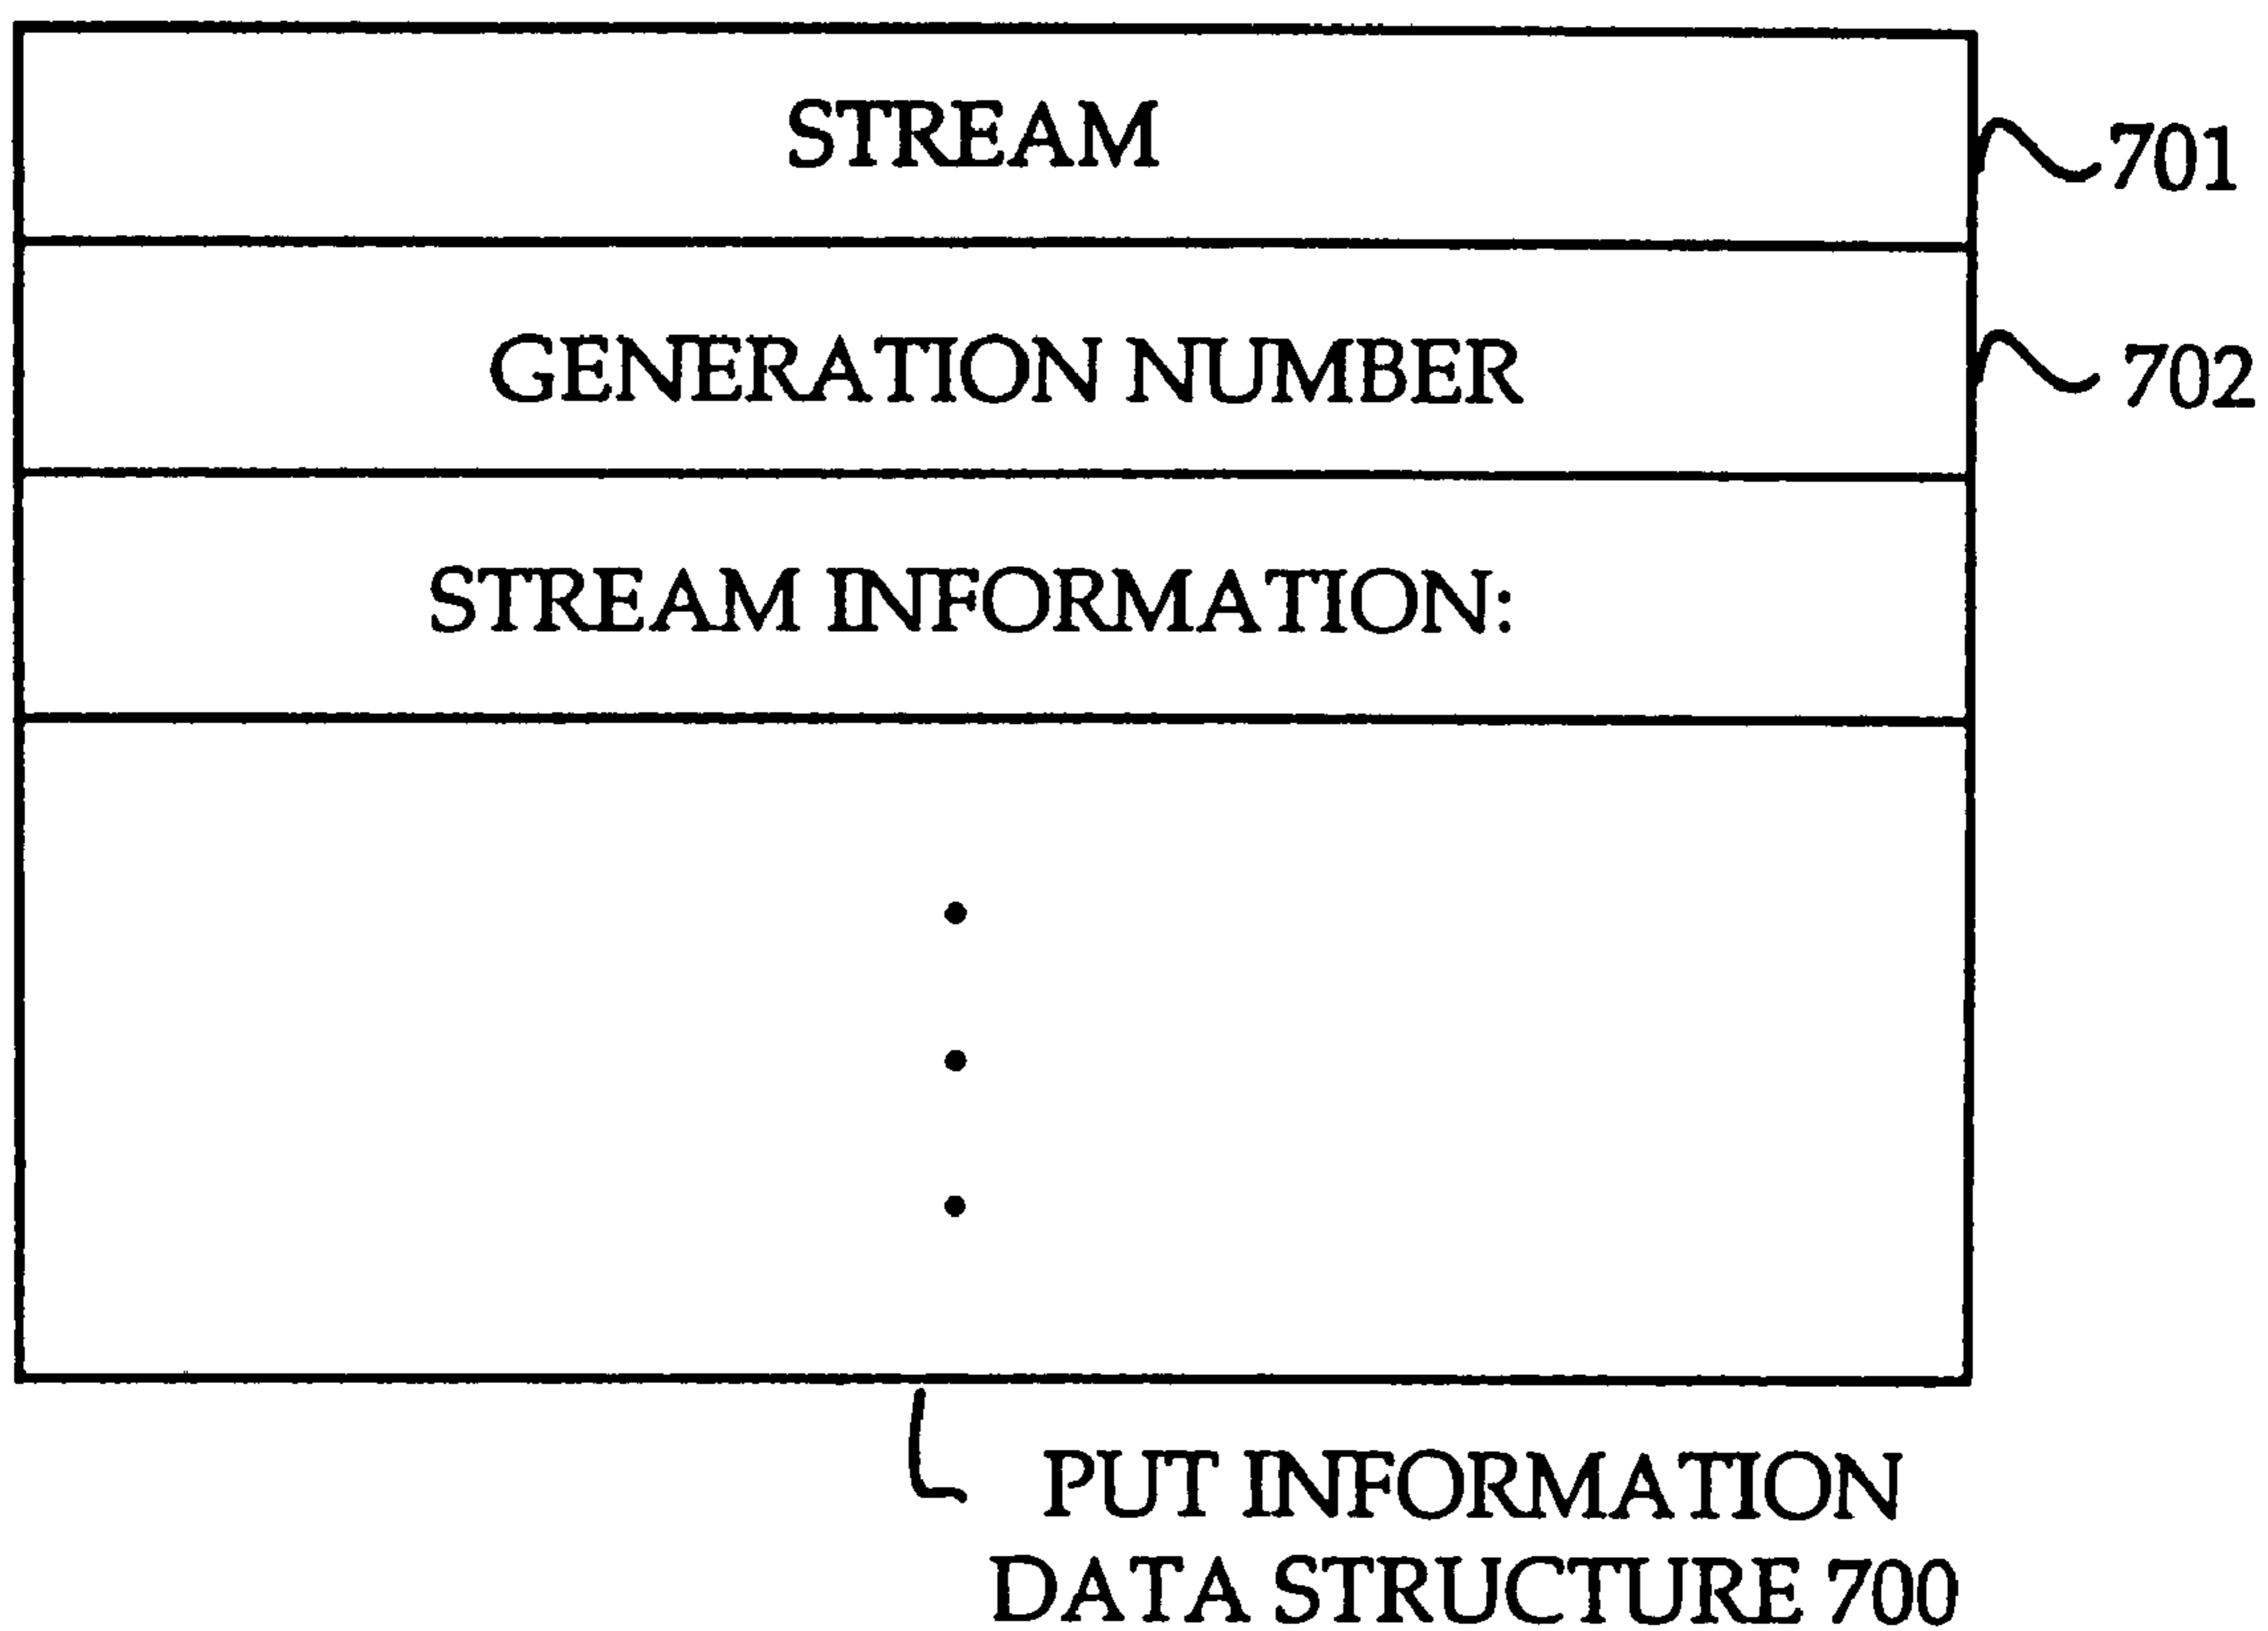 STREAM
701
GENERATION NUMBER
702
STREAM INFORMATION:
PUT INFORMATION
DATA STRUCTURE 700